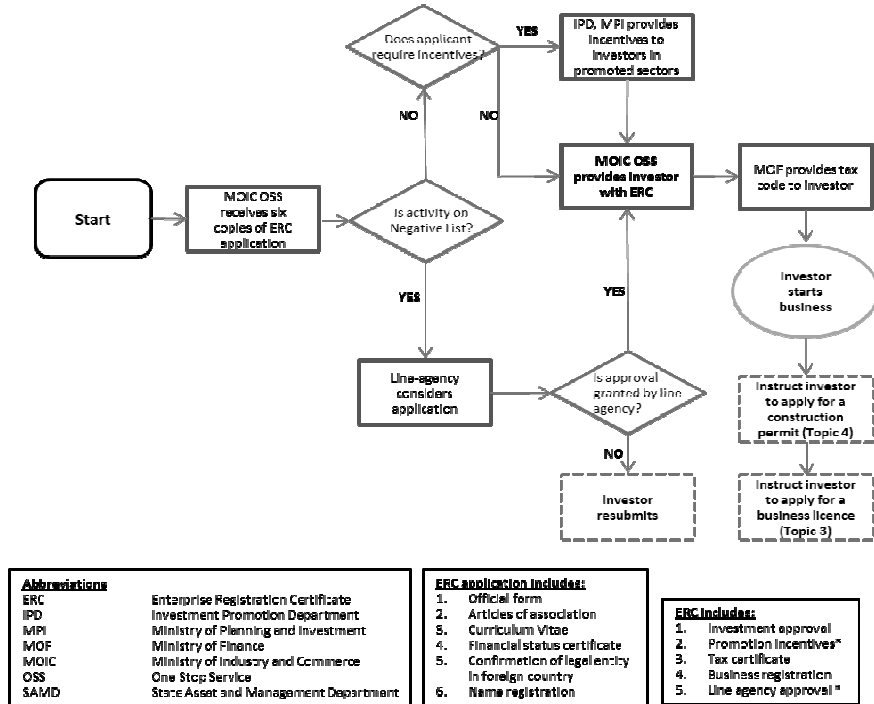 Does applicant
require incentives?
YES
IPD, MPI provides
incentives to
investors in
promoted sectors
NO
NO
Start
MOIC OSS
receives six
copies of ERC
application
Is activity on
Negative List?
MOIC OSS
provides investor
with ERC
MOF provides tax
code to investor
YES
YES
Investor
starts
business
Line-agency
considers
application
Is approval
granted by line
agency?
Instruct investor
to apply for a
construction
permit (Topic 4)
NO
Investor
resubmits
Instruct investor
to apply for a
business licence
(Topic 3)
Abbreviations
ERC Enterprise Registration Certificate
IPD Investment Promotion Department
MPI Ministry of Planning and Investment
MOF Ministry of Finance
MOIC Ministry of Industry and Commerce
OSS One Stop Service
SAMD State Asset and Management Department
ERC application includes:
1. Official form
2. Articles of association
3. Curriculum Vitae
4. Financial status certificate
5. Confirmation of legal entity
in foreign country
6. Name registration
ERC includes:
1. Investment approval
2. Promotion incentives*
3. Tax certificate
4. Business registration
5. Line agency approval *